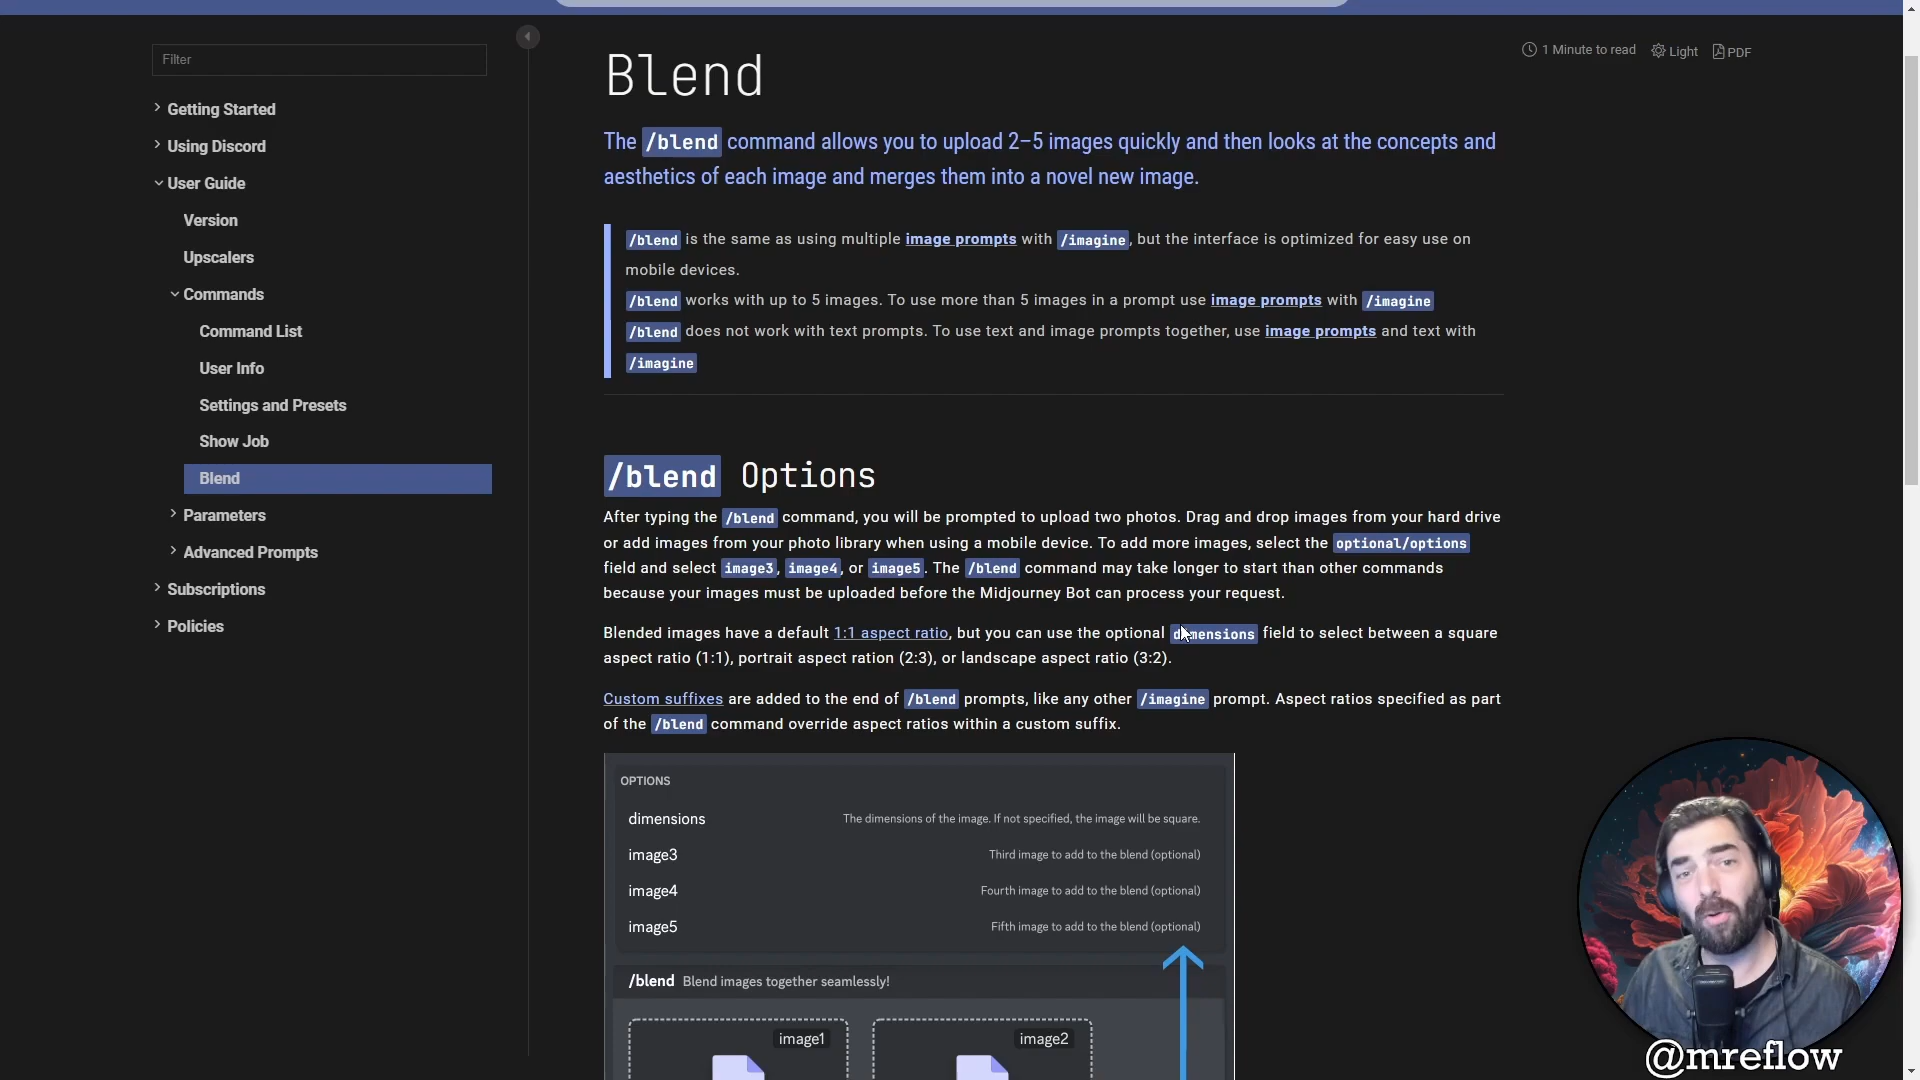 Filter
Getting Started
Using Discord
User Guide
Version
Upscalers
Commands
Command List
User Info
Settings and Presets
Show Job
Blend
Parameters
Advanced Prompts
Subscriptions
Policies
1 Minute to read Light PDF
Blend
The /blend command allows you to upload 2–5 images quickly and then looks at the concepts and
aesthetics of each image and merges them into a novel new image.
/blend is the same as using multiple image prompts with /imagine, but the interface is optimized for easy use on
mobile devices.
/blend works with up to 5 images. To use more than 5 images in a prompt use image prompts with /imagine
/blend does not work with text prompts. To use text and image prompts together, use image prompts and text with
/imagine
/blend Options
After typing the /blend command, you will be prompted to upload two photos. Drag and drop images from your hard drive
or add images from your photo library when using a mobile device. To add more images, select the optional/options
field and select image3, image4, or image5. The /blend command may take longer to start than other commands
because your images must be uploaded before the Midjourney Bot can process your request.
Blended images have a default 1:1 aspect ratio, but you can use the optional dimensions field to select between a square
aspect ratio (1:1), portrait aspect ration (2:3), or landscape aspect ratio (3:2).
Custom suffixes are added to the end of /blend prompts, like any other /imagine prompt. Aspect ratios specified as part
of the /blend command override aspect ratios within a custom suffix.
OPTIONS
dimensions The dimensions of the image. If not specified, the image will be square.
image3 Third image to add to the blend (optional)
image4 Fourth image to add to the blend (optional)
image5 Fifth image to add to the blend (optional)
/blend Blend images together seamlessly!
image1 image2
@mreflow